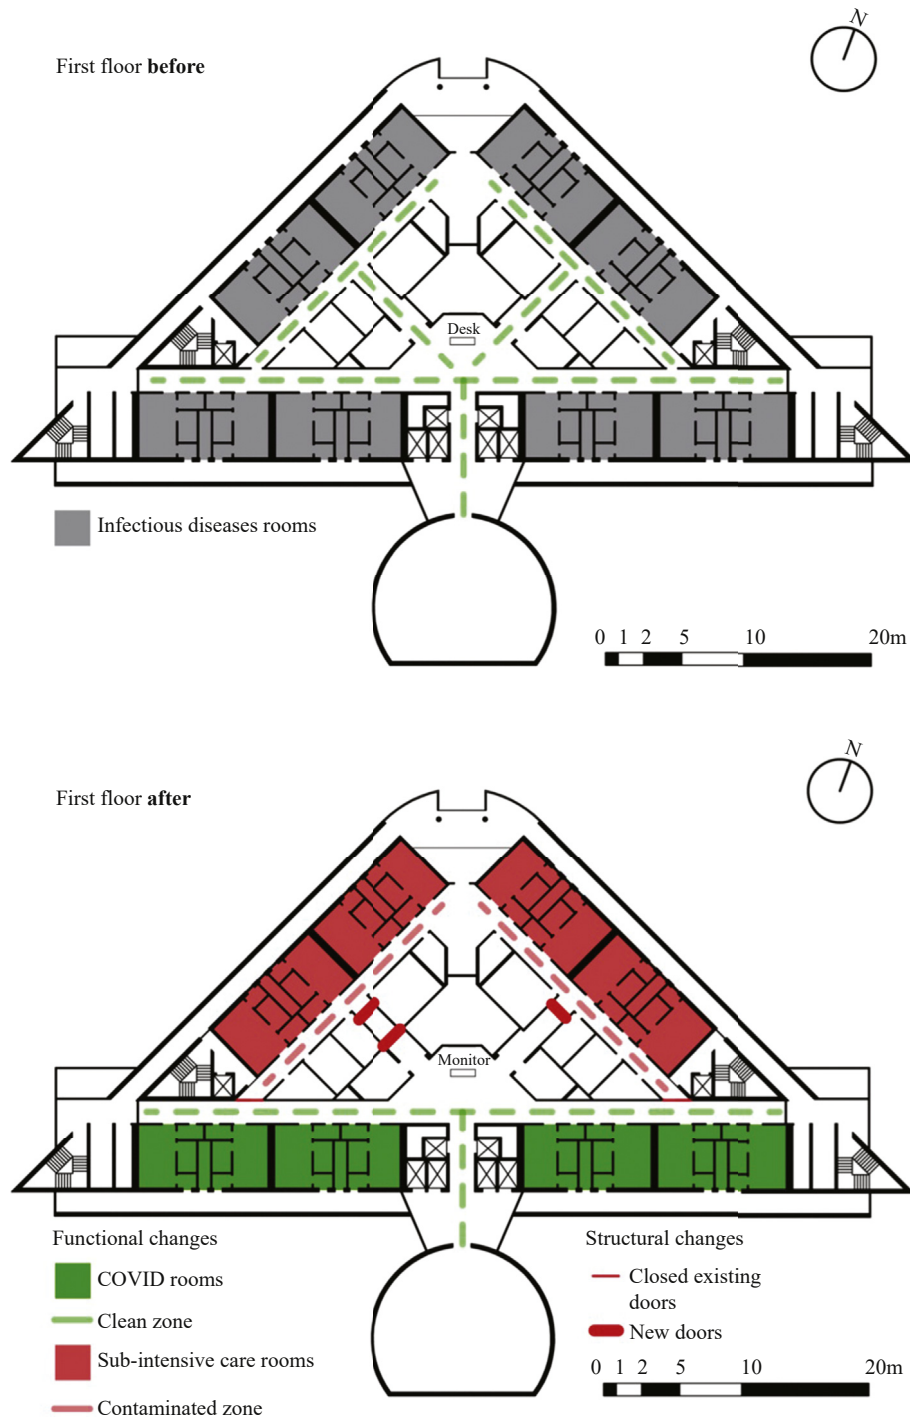 N
First floor before
Desk
Infectious diseases rooms
0 1 2 5 10 20m
N
First floor after
Monitor
Functional changes
COVID rooms
Clean zone
Sub-intensive care rooms
Contaminated zone
Structural changes
Closed existing
doors
New doors
0 1 2 5 10 20m